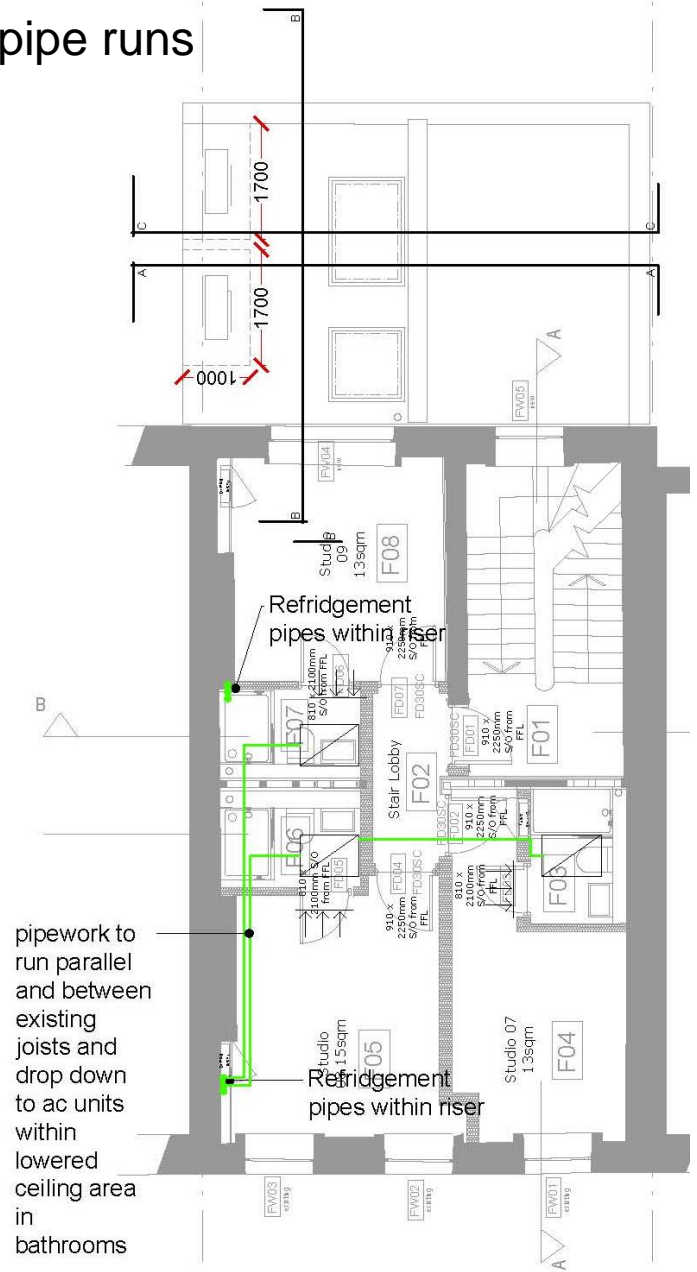 pipe runs
B
1700
C
C
A
A
1700
1000
A
FW05
FW04
B
B
Studio
09
13sqm
F08
Refridgement
pipes within riser
910 x
2250mm
S/O from
FFL
810 x 2100mm
S/O from FFL
FD07
FD30SC
B
F07
Stair Lobby
F02
FD30SC
FD01
910 x
2250mm
S/O from
FFL
F01
F06
FD30SC
FD02
910 x
2250mm
S/O from
FFL
810 x
2100mm S/O
from FFL
FD05
FD04
FD30SC
910 x
2250mm
S/O from
FFL
810 x
2100mm
S/O from
FFL
F03
pipework to
run parallel
and between
existing
joists and
drop down
to ac units
within
lowered
ceiling area
in
bathrooms
Studio
15sqm
F05
Studio 07
13sqm
F04
Refridgement
pipes within riser
FW03
existing
FW02
existing
FW01
existing
A